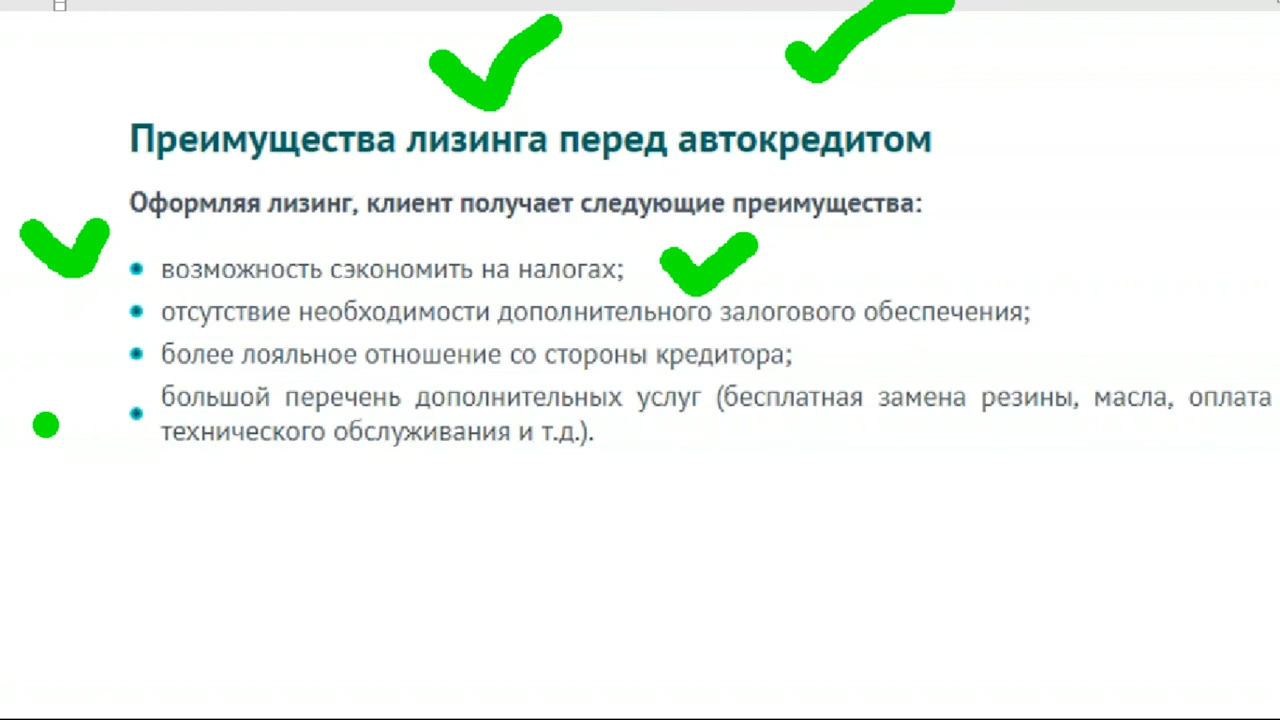 Преимущества лизинга перед автокредитом
Оформляя лизинг, клиент получает следующие преимущества:
возможность сэкономить на налогах;
отсутствие необходимости дополнительного залогового обеспечения;
более лояльное отношение со стороны кредитора;
большой перечень дополнительных услуг (бесплатная замена резины, масла, оплата
технического обслуживания и т.д.).